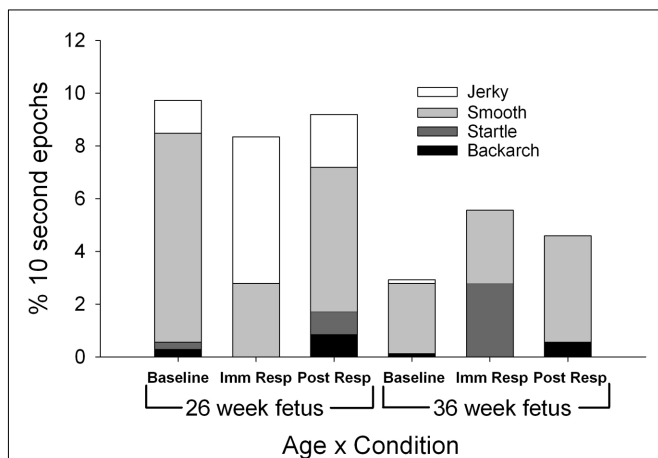 12
10
8
6
4
2
0
% 10 second epochs
Jerky
Smooth
Startle
Backarch
Baseline Imm Resp Post Resp Baseline Imm Resp Post Resp
26 week fetus 36 week fetus
Age x Condition